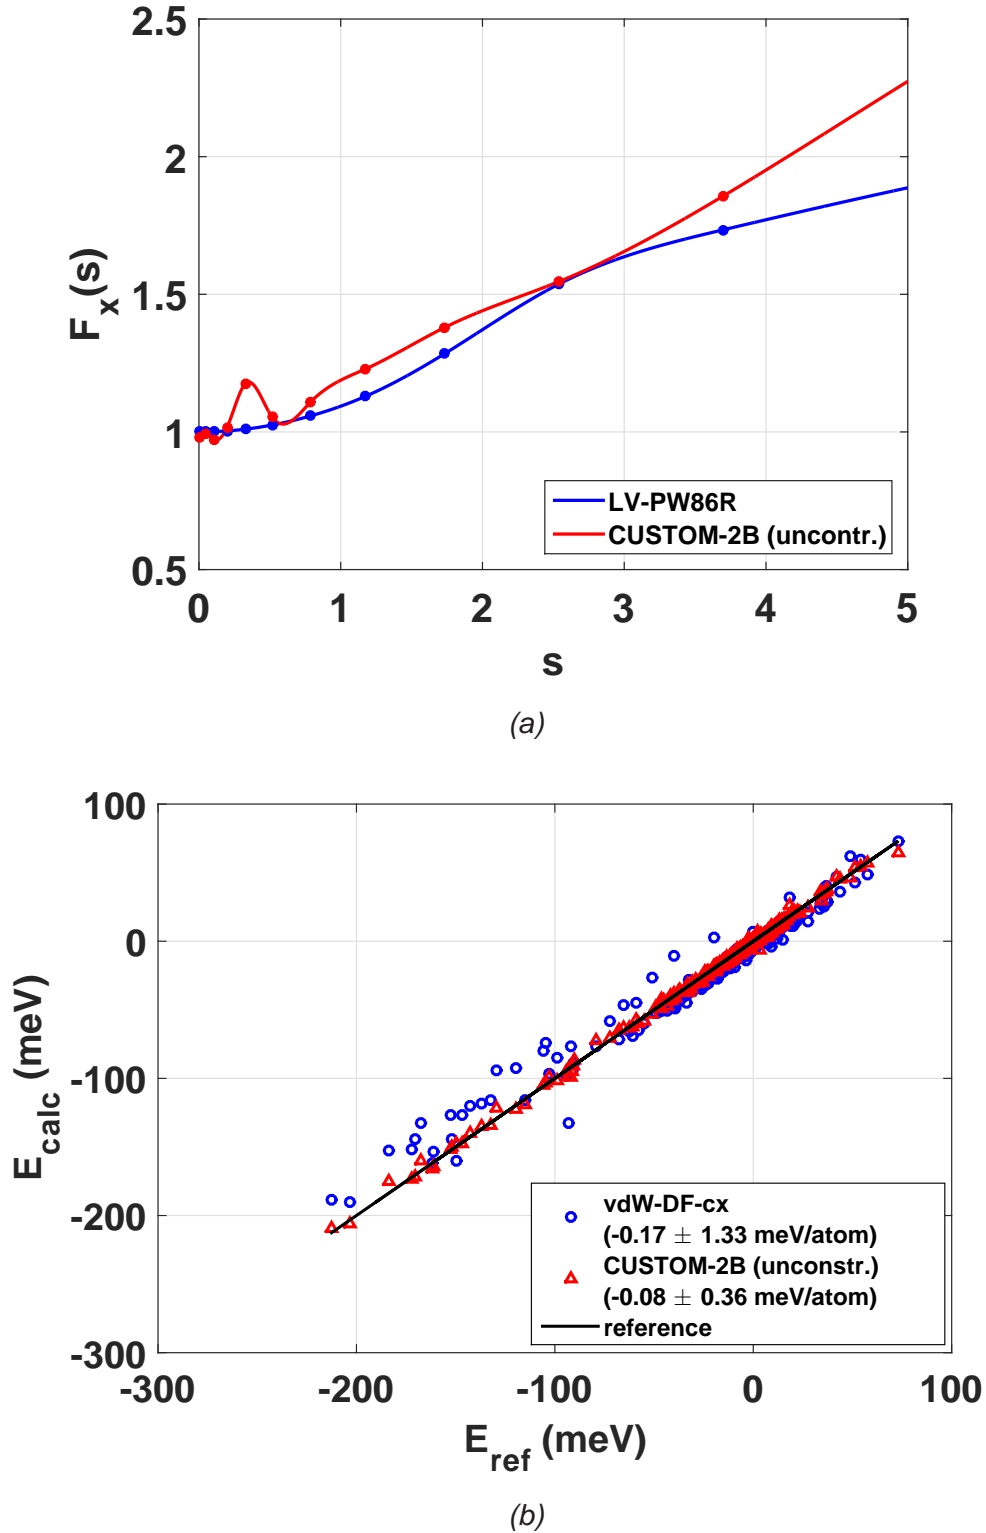 2.5
2
1.5
1
0.5
F_x(s)
0 1 2 3 4 5
s
LV-PW86R
CUSTOM-2B (uncontr.)
(a)
100
0
-100
-200
-300
E_calc (meV)
-300 -200 -100 0 100
E_ref (meV)
vdW-DF-cx
(-0.17 ± 1.33 meV/atom)
CUSTOM-2B (unconstr.)
(-0.08 ± 0.36 meV/atom)
reference
(b)